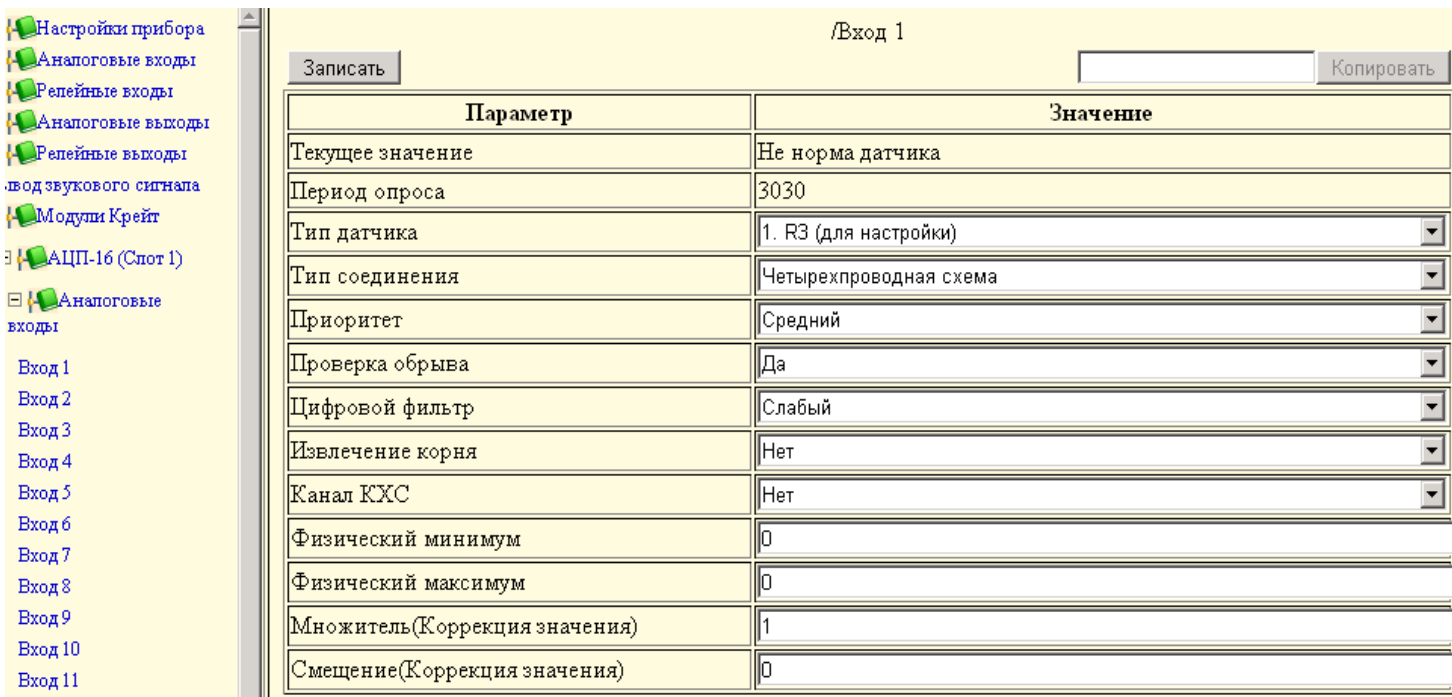 Настройки прибора
Аналоговые входы
Релейные входы
Аналоговые выходы
Релейные выходы
вод звукового сигнала
Модули Крейт
АЦП-16 (Слот 1)
Аналоговые
входы
Вход 1
Вход 2
Вход 3
Вход 4
Вход 5
Вход 6
Вход 7
Вход 8
Вход 9
Вход 10
Вход 11
/Вход 1
Записать Копировать
Параметр Значение
Текущее значение Не норма датчика
Период опроса 3030
Тип датчика 1. R3 (для настройки)
Тип соединения Четырехпроводная схема
Приоритет Средний
Проверка обрыва Да
Цифровой фильтр Слабый
Извлечение корня Нет
Канал КХС Нет
Физический минимум 0
Физический максимум 0
Множитель(Коррекция значения) 1
Смещение(Коррекция значения) 0